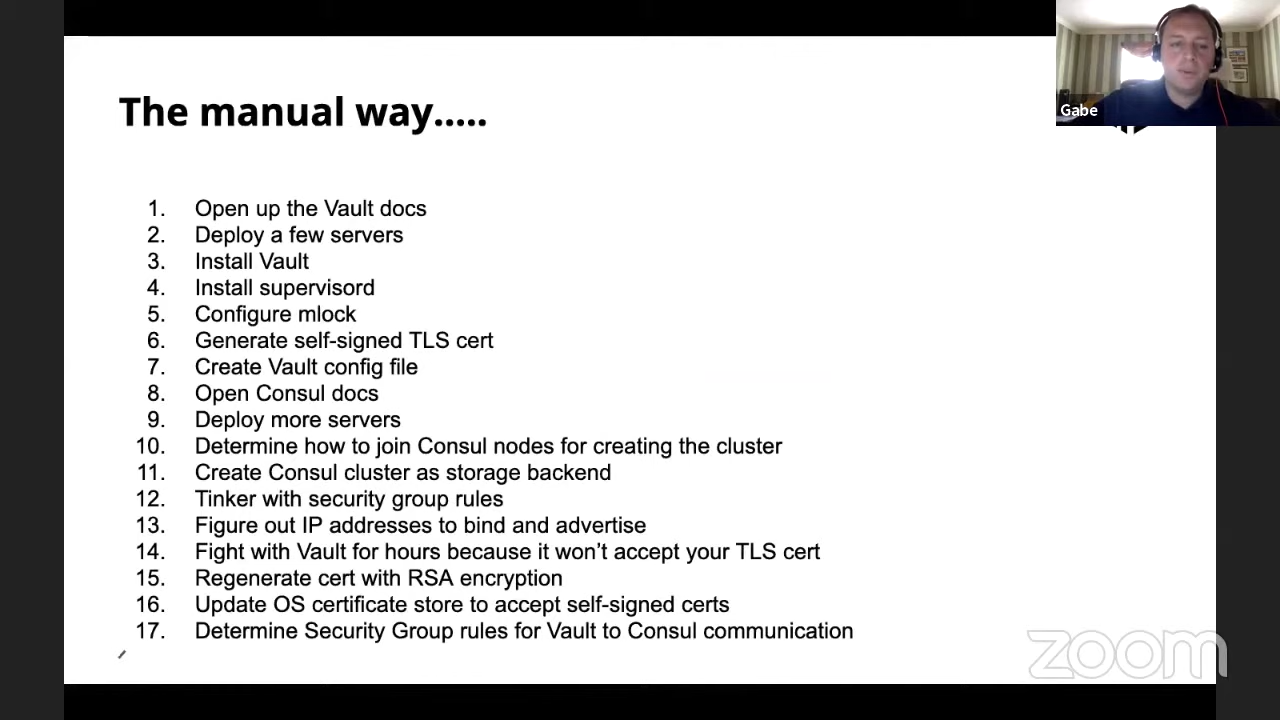 The manual way.....
Gabe
1. Open up the Vault docs
2. Deploy a few servers
3. Install Vault
4. Install supervisord
5. Configure mlock
6. Generate self-signed TLS cert
7. Create Vault config file
8. Open Consul docs
9. Deploy more servers
10. Determine how to join Consul nodes for creating the cluster
11. Create Consul cluster as storage backend
12. Tinker with security group rules
13. Figure out IP addresses to bind and advertise
14. Fight with Vault for hours because it won’t accept your TLS cert
15. Regenerate cert with RSA encryption
16. Update OS certificate store to accept self-signed certs
17. Determine Security Group rules for Vault to Consul communication
zoom